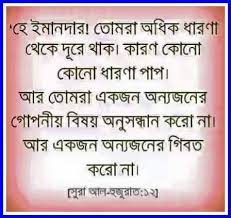 'হে ইমানদার! তোমরা অধিক ধারণা
থেকে দূরে থাক। কারণ কোনো
কোনো ধারণা পাপ।
আর তোমরা একজন অন্যজনের
গোপনীয় বিষয় অনুসন্ধান করো না।
আর একজন অন্যজনের গিবত
করো না।
[সুরা আল-হুজুরাত:১২]